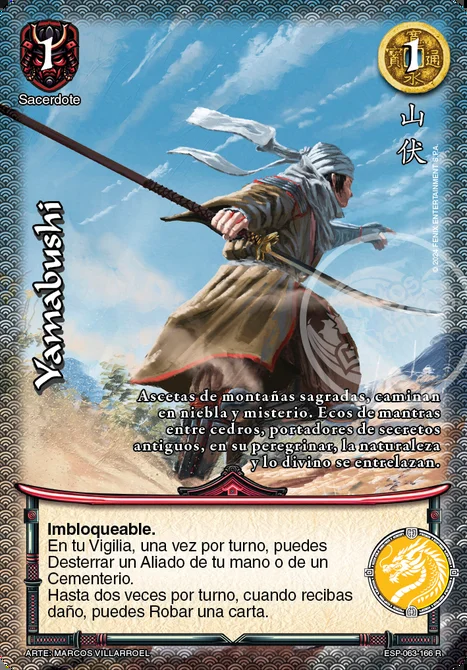 1
1
Sacerdote
山伏
Yamabushi
Ascetas de montañas sagradas, caminan
en niebla y misterio. Ecos de mantras
entre cedros, portadores de secretos
antiguos, en su peregrinar, la naturaleza
y lo divino se entrelazan.
Imbloqueable.
En tu Vigilia, una vez por turno, puedes
Desterrar un Aliado de tu mano o de un
Cementerio.
Hasta dos veces por turno, cuando recibas
daño, puedes Robar una carta.
ARTE: MARCOS VILLARROEL
ESP-063-166 R.